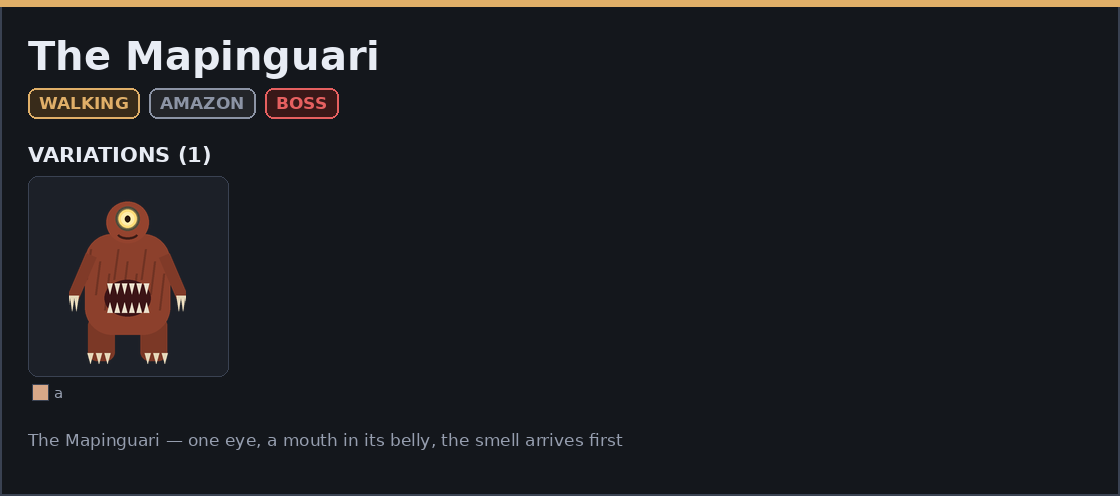 The Mapinguari
WALKING AMAZON BOSS
VARIATIONS (1)
a
The Mapinguari — one eye, a mouth in its belly, the smell arrives first